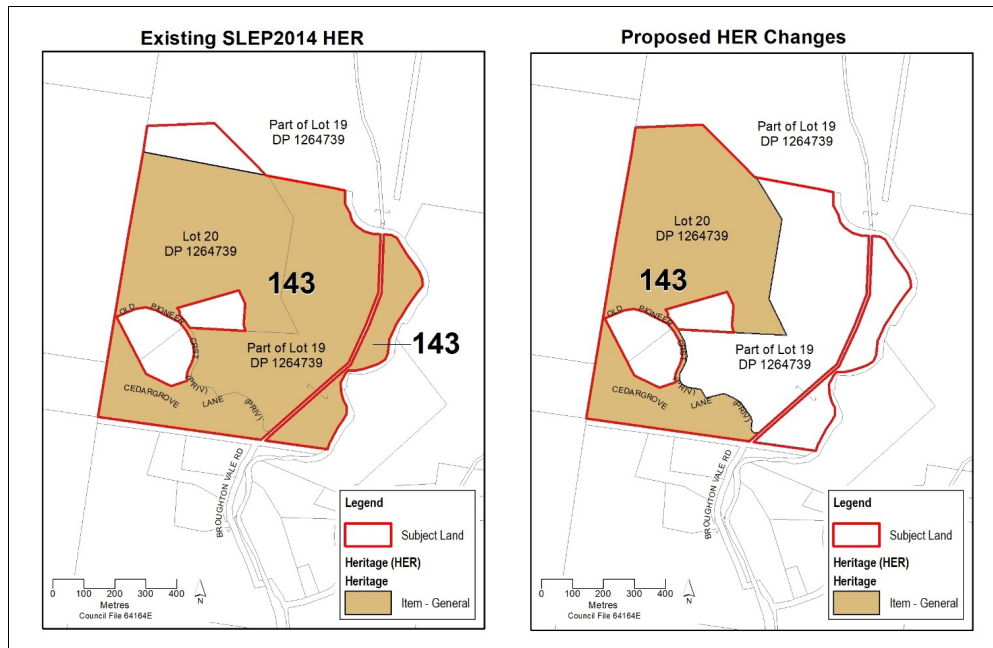 Existing SLEP2014 HER
Part of Lot 19
DP 1264739
Lot 20
DP 1264739
143
143
OLD PIONEER CRST (PRIV)
Part of Lot 19
DP 1264739
CEDARGROVE LANE (PRIV)
BROUGHTON VALE RD
Legend
Subject Land
Heritage (HER)
Heritage
Item - General
0 100 200 300 400
Metres
Council File 64164E
N
Proposed HER Changes
Part of Lot 19
DP 1264739
Lot 20
DP 1264739
143
OLD PIONEER CRST (PRIV)
Part of Lot 19
DP 1264739
CEDARGROVE LANE (PRIV)
BROUGHTON VALE RD
Legend
Subject Land
Heritage (HER)
Heritage
Item - General
0 100 200 300 400
Metres
Council File 64164E
N